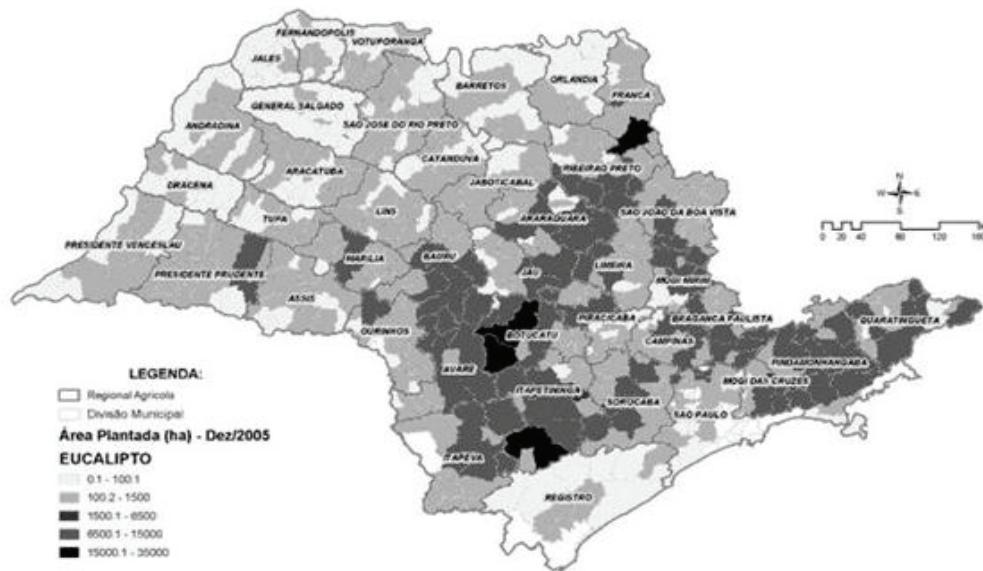 FERNANDOPOLIS
VOTUPORANGA
JALES
BARRETOS
ORLANDIA
FRANCA
GENERAL SALGADO
ANDRADINA
SAO JOSE DO RIO PRETO
CATANDUVA
RIBEIRAO PRETO
ARACATUBA
JABOTICABAL
DRACENA
LINS
ARARAQUARA
SAO JOÃO DA BOA VISTA
TUPA
N
W E
S
0 20 40 80 120 160
PRESIDENTE VENCESLAU
BAURU
MARILIA
PRESIDENTE PRUDENTE
JAU
LIMEIRA
MOGI MIRIM
ASSIS
PIRACICABA
BRAGANCA PAULISTA
GUARATINGUETA
OURINHOS
BOTUCATU
CAMPINAS
PINDAMONHANGABA
AVARE
MOGI DAS CRUZES
ITAPETININGA
SOROCABA
SAO PAULO
ITAPEVA
REGISTRO
LEGENDA:
Regional Agricola
Divisão Municipal
Área Plantada (ha) - Dez/2005
EUCALIPTO
0.1 - 100.1
100.2 - 1500
1500.1 - 6500
6500.1 - 15000
15000.1 - 35000